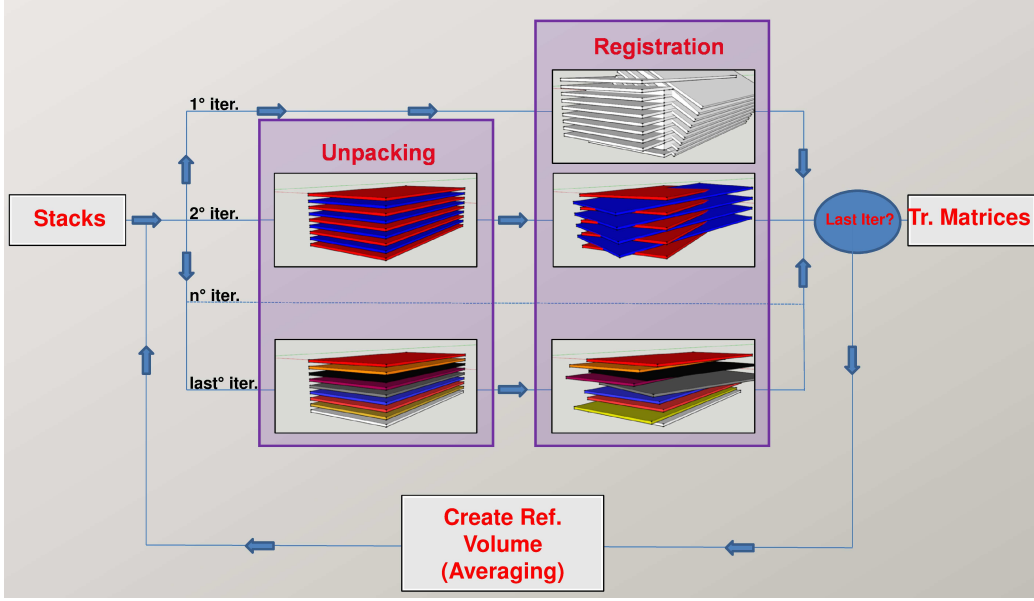 Registration
1° iter.
Unpacking
Stacks
2° iter.
Last Iter?
Tr. Matrices
n° iter.
last° iter.
Create Ref.
Volume
(Averaging)